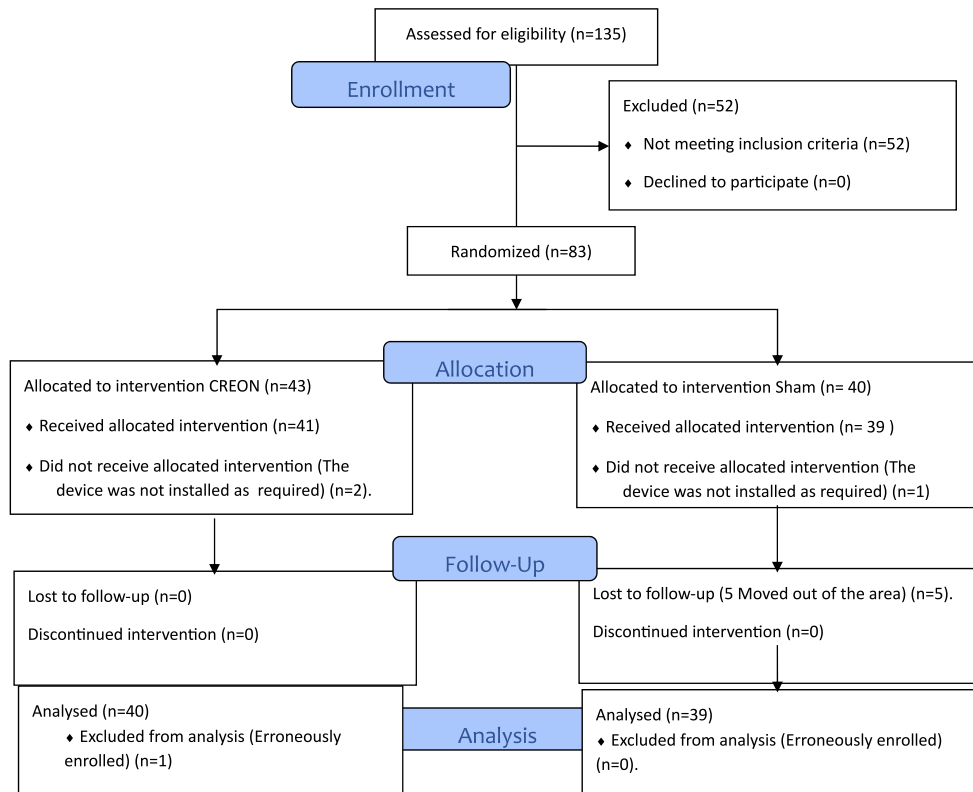 Assessed for eligibility (n=135)
Enrollment
Excluded (n=52)
♦ Not meeting inclusion criteria (n=52)
♦ Declined to participate (n=0)
Randomized (n=83)
Allocation
Allocated to intervention CREON (n=43)
♦ Received allocated intervention (n=41)
♦ Did not receive allocated intervention (The
device was not installed as required) (n=2).
Allocated to intervention Sham (n= 40)
♦ Received allocated intervention (n= 39 )
♦ Did not receive allocated intervention (The
device was not installed as required) (n=1)
Follow-Up
Lost to follow-up (n=0)
Discontinued intervention (n=0)
Lost to follow-up (5 Moved out of the area) (n=5).
Discontinued intervention (n=0)
Analysis
Analysed (n=40)
♦ Excluded from analysis (Erroneously
enrolled) (n=1)
Analysed (n=39)
♦ Excluded from analysis (Erroneously enrolled)
(n=0).